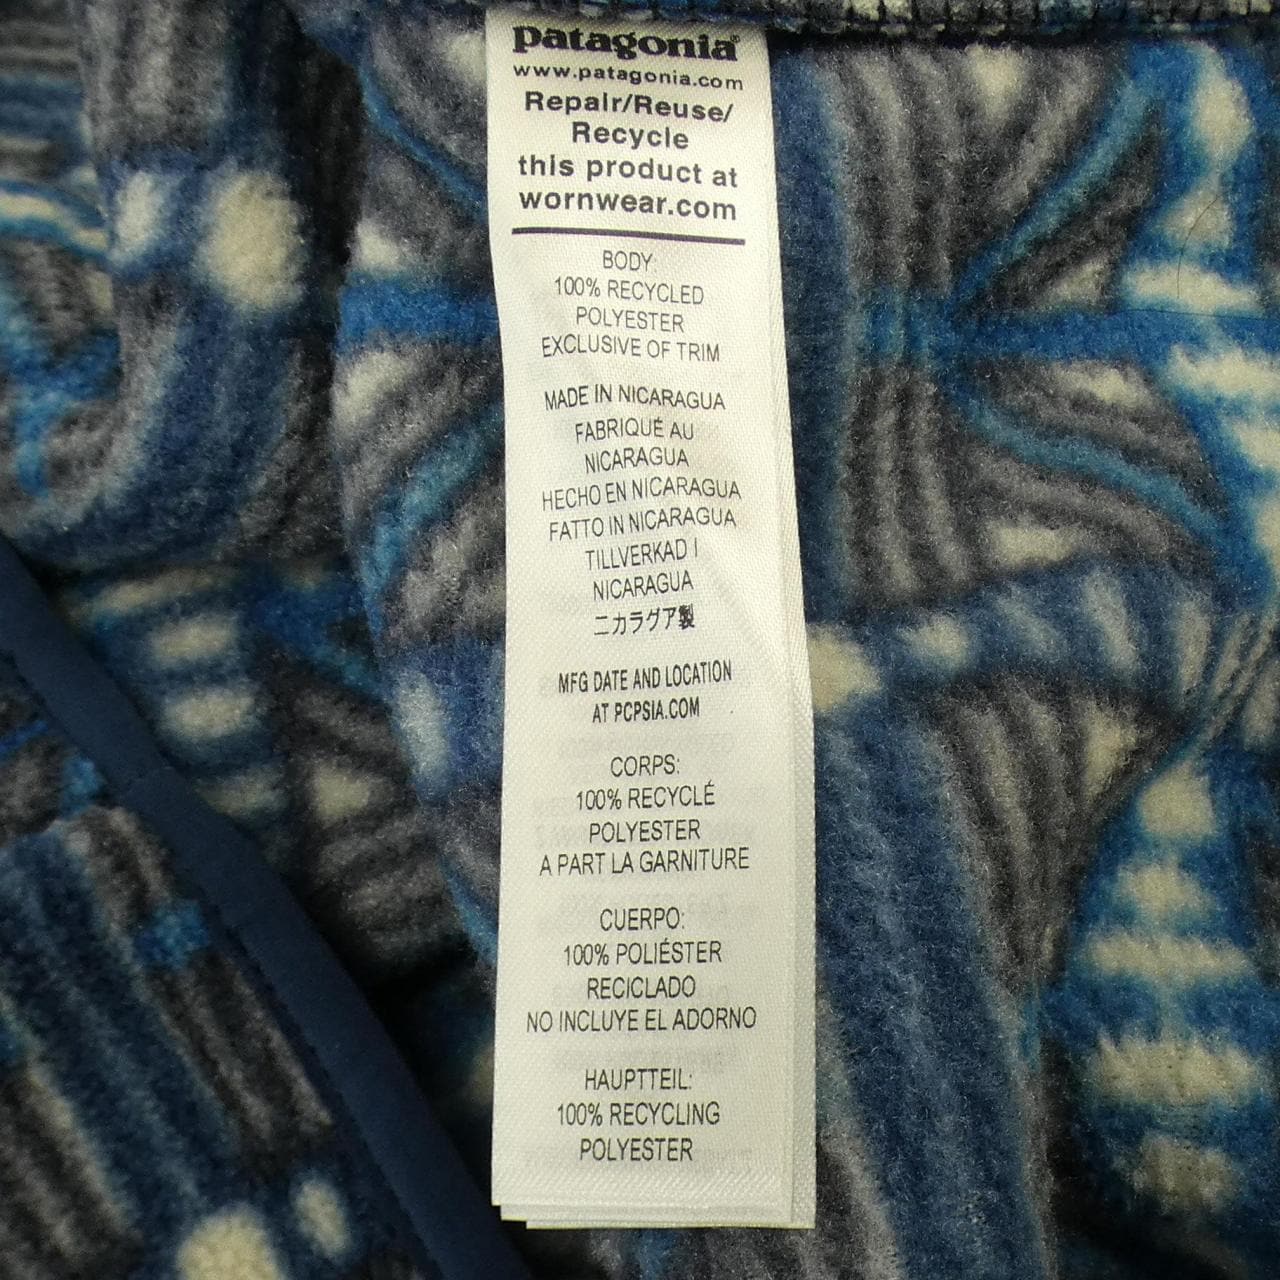 patagonia®
www.patagonia.com
Repair/Reuse/
Recycle
this product at
wornwear.com
BODY:
100% RECYCLED
POLYESTER
EXCLUSIVE OF TRIM
MADE IN NICARAGUA
FABRIQUÉ AU
NICARAGUA
HECHO EN NICARAGUA
FATTO IN NICARAGUA
TILLVERKAD I
NICARAGUA
ニカラグア製
MFG DATE AND LOCATION
AT PCPSIA.COM
CORPS:
100% RECYCLÉ
POLYESTER
A PART LA GARNITURE
CUERPO:
100% POLIÉSTER
RECICLADO
NO INCLUYE EL ADORNO
HAUPTTEIL:
100% RECYCLING
POLYESTER